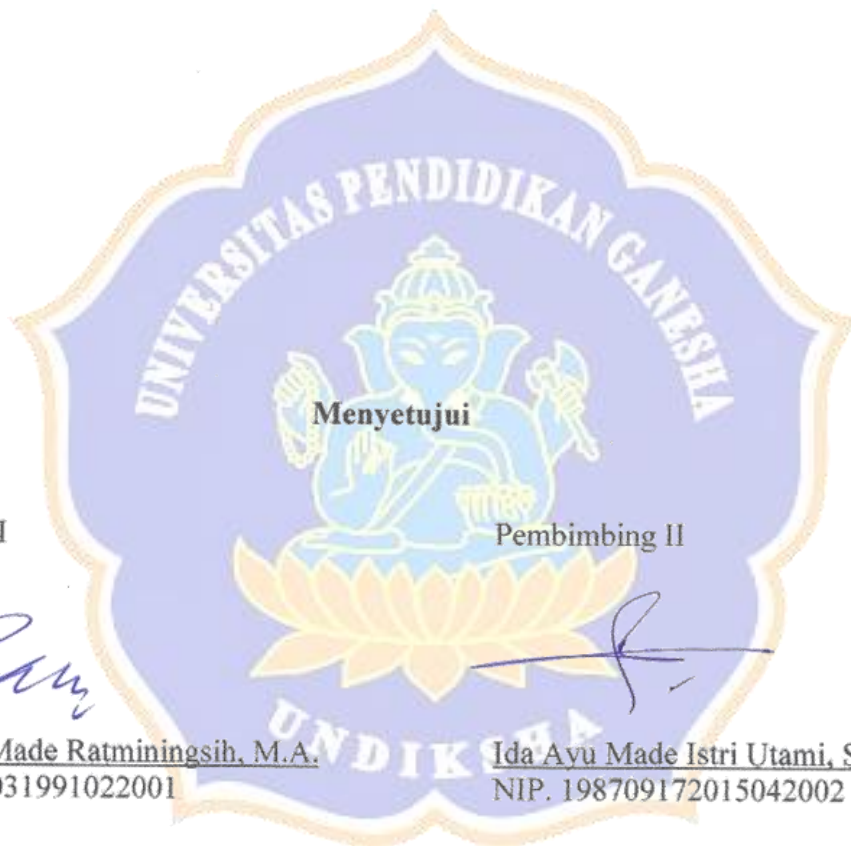 UNIVERSITAS PENDIDIKAN GANESHA
Menyetujui
I
Pembimbing II
Made Ratminingsih, M.A.
031991022001
Ida Ayu Made Istri Utami, S
NIP. 198709172015042002
UNDIKSHA